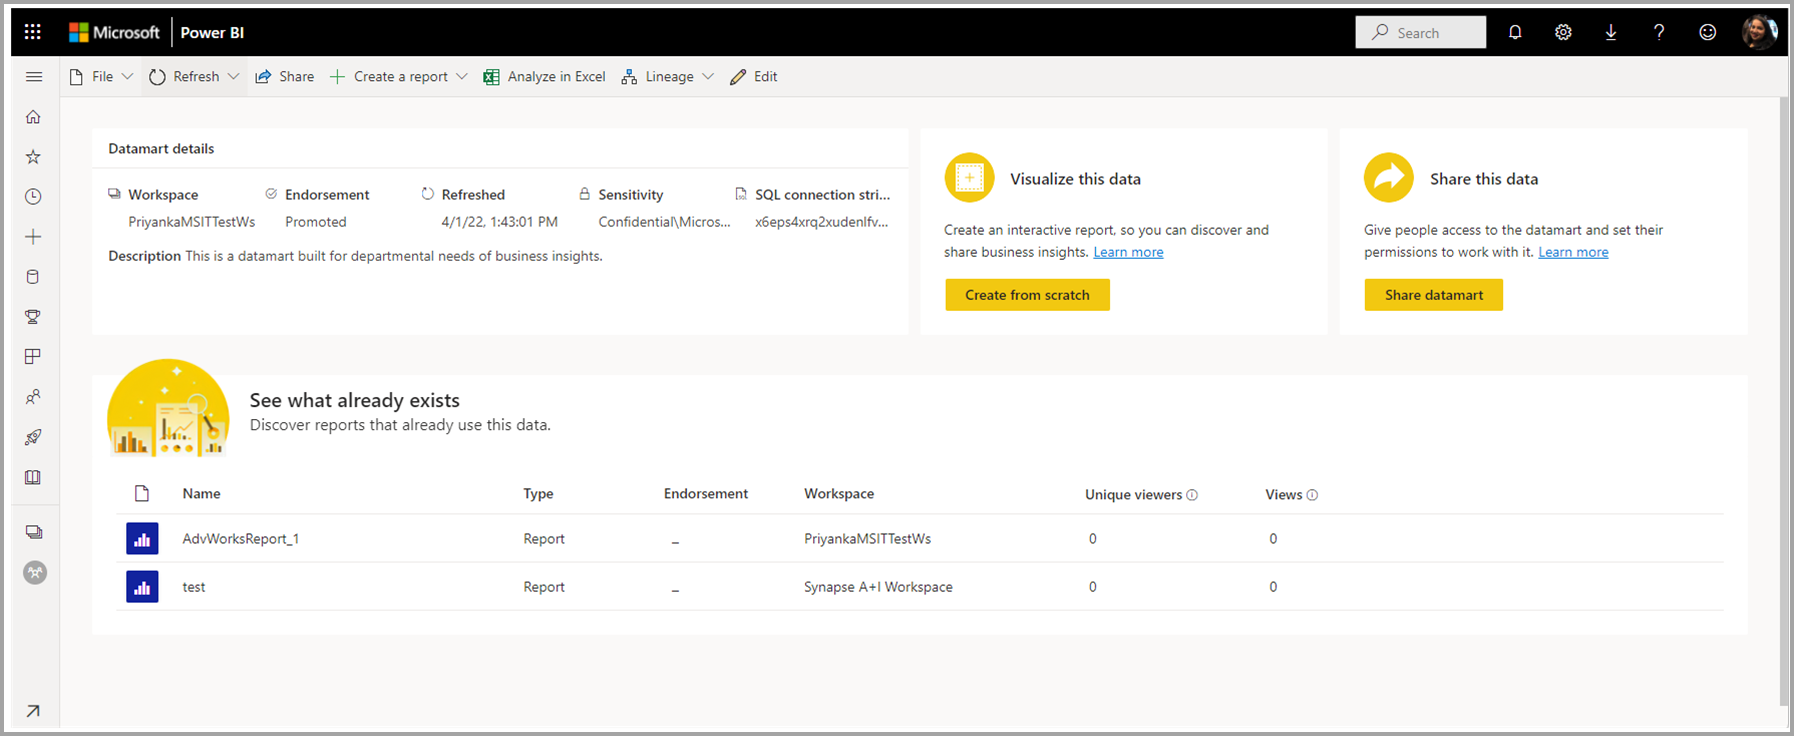 Microsoft Power BI Search
File Refresh Share Create a report Analyze in Excel Lineage Edit
Datamart details
Workspace Endorsement Refreshed Sensitivity SQL connection stri...
PriyankaMSITTestWs Promoted 4/1/22, 1:43:01 PM Confidential\Micros... x6eps4xrq2xudenlfv...
Description This is a datamart built for departmental needs of business insights.
Visualize this data
Create an interactive report, so you can discover and
share business insights. Learn more
Create from scratch
Share this data
Give people access to the datamart and set their
permissions to work with it. Learn more
Share datamart
See what already exists
Discover reports that already use this data.
Name Type Endorsement Workspace Unique viewers Views
AdvWorksReport_1 Report – PriyankaMSITTestWs 0 0
test Report – Synapse A+I Workspace 0 0